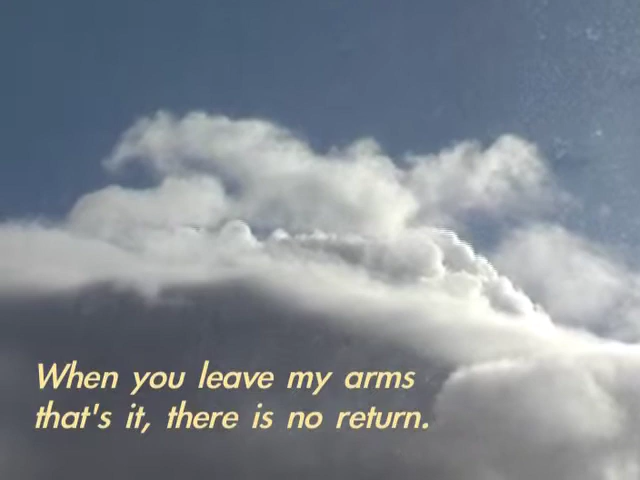 When you leave my arms
that's it, there is no return.